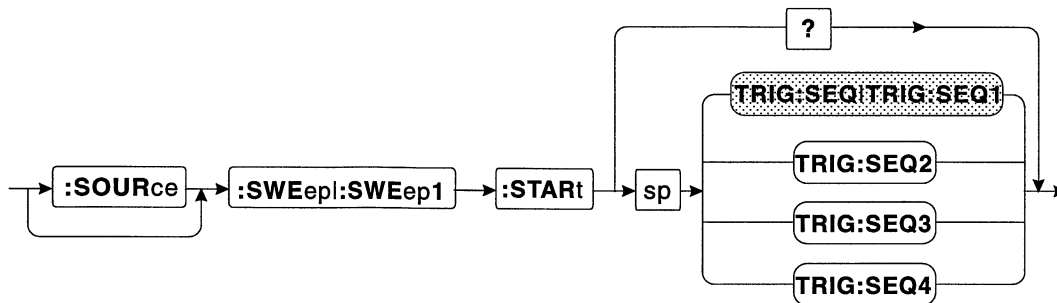 ?
TRIG:SEQ|TRIG:SEQ1
TRIG:SEQ2
:SOURce
:SWEep|:SWEep1
:STARt
sp
TRIG:SEQ3
TRIG:SEQ4